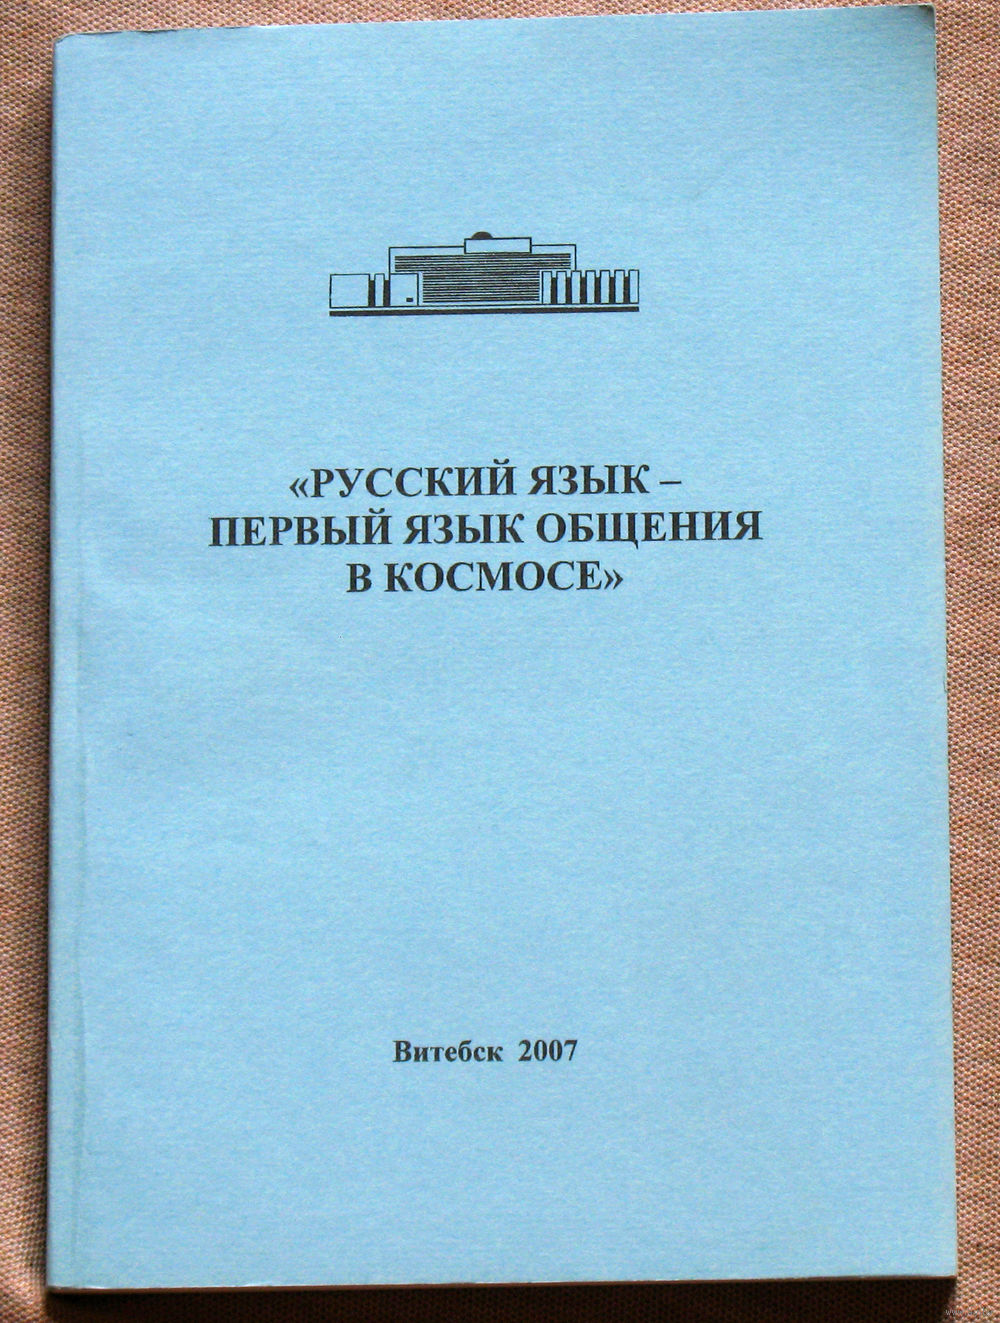 «РУССКИЙ ЯЗЫК –
ПЕРВЫЙ ЯЗЫК ОБЩЕНИЯ
В КОСМОСЕ»
Витебск 2007